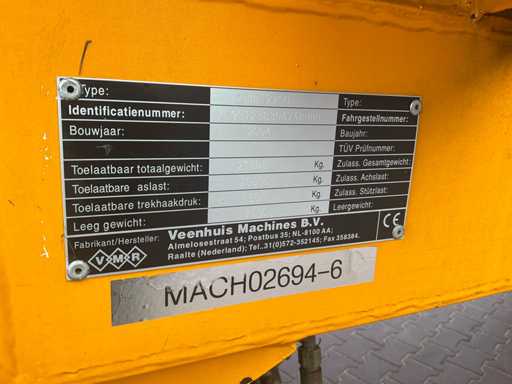 Type: Type:
Identificatienummer: Fahrgestellnummer:
Bouwjaar: Baujahr:
TÜV Prüfnummer:
Toelaatbaar totaalgewicht: Kg. Zulass. Gesamtgewicht:
Toelaatbare aslast: Kg. Zulass. Achslast:
Toelaatbare trekhaakdruk: Kg. Zulass. Stützlast:
Leeg gewicht: Kg. Leergewicht:
Fabrikant/Hersteller: Veenhuis Machines B.V. CE
Almelosestraat 54; Postbus 35; NL-8100 AA;
Raalte (Nederland); Tel..31(0)572-352145; Fax 358384.
V M R
MACH02694-6